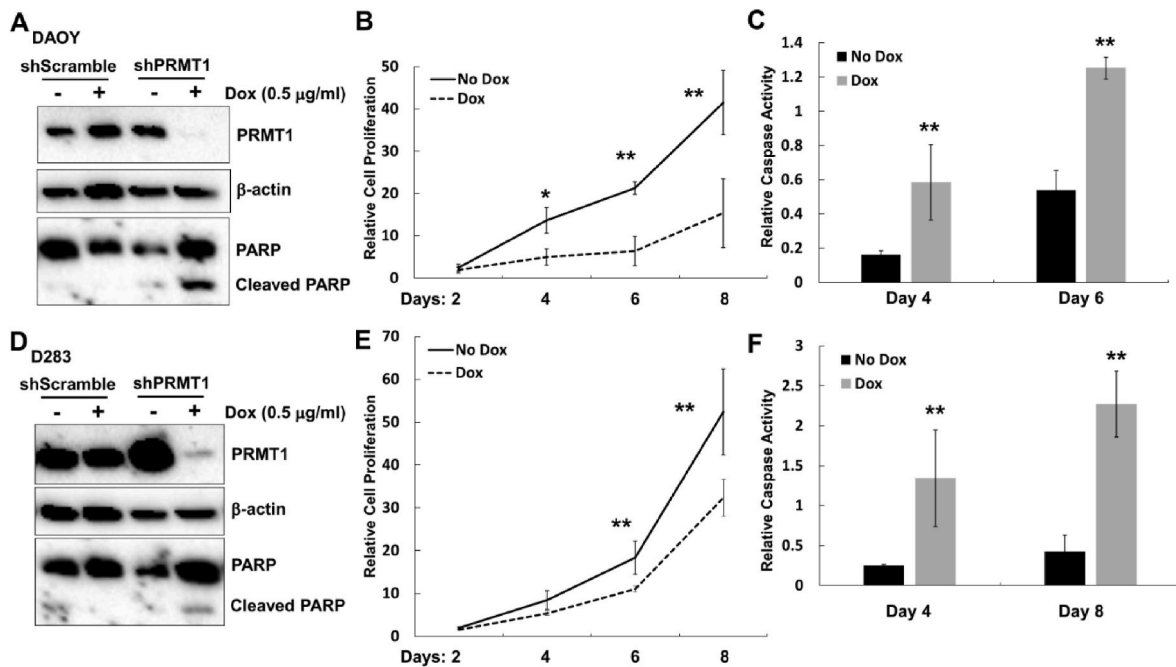 A
DAOY
shScramble shPRMT1
- + - + Dox (0.5 μg/ml)
PRMT1
β-actin
PARP
Cleaved PARP
B
Relative Cell Proliferation
60
50
40
30
20
10
0
No Dox
Dox
*
**
**
Days: 2 4 6 8
C
Relative Caspase Activity
1.4
1.2
1
0.8
0.6
0.4
0.2
0
No Dox
Dox
**
**
Day 4 Day 6
D
D283
shScramble shPRMT1
- + - + Dox (0.5 μg/ml)
PRMT1
β-actin
PARP
Cleaved PARP
E
Relative Cell Proliferation
70
60
50
40
30
20
10
0
No Dox
Dox
**
**
Days: 2 4 6 8
F
Relative Caspase Activity
3
2.5
2
1.5
1
0.5
0
No Dox
Dox
**
**
Day 4 Day 8